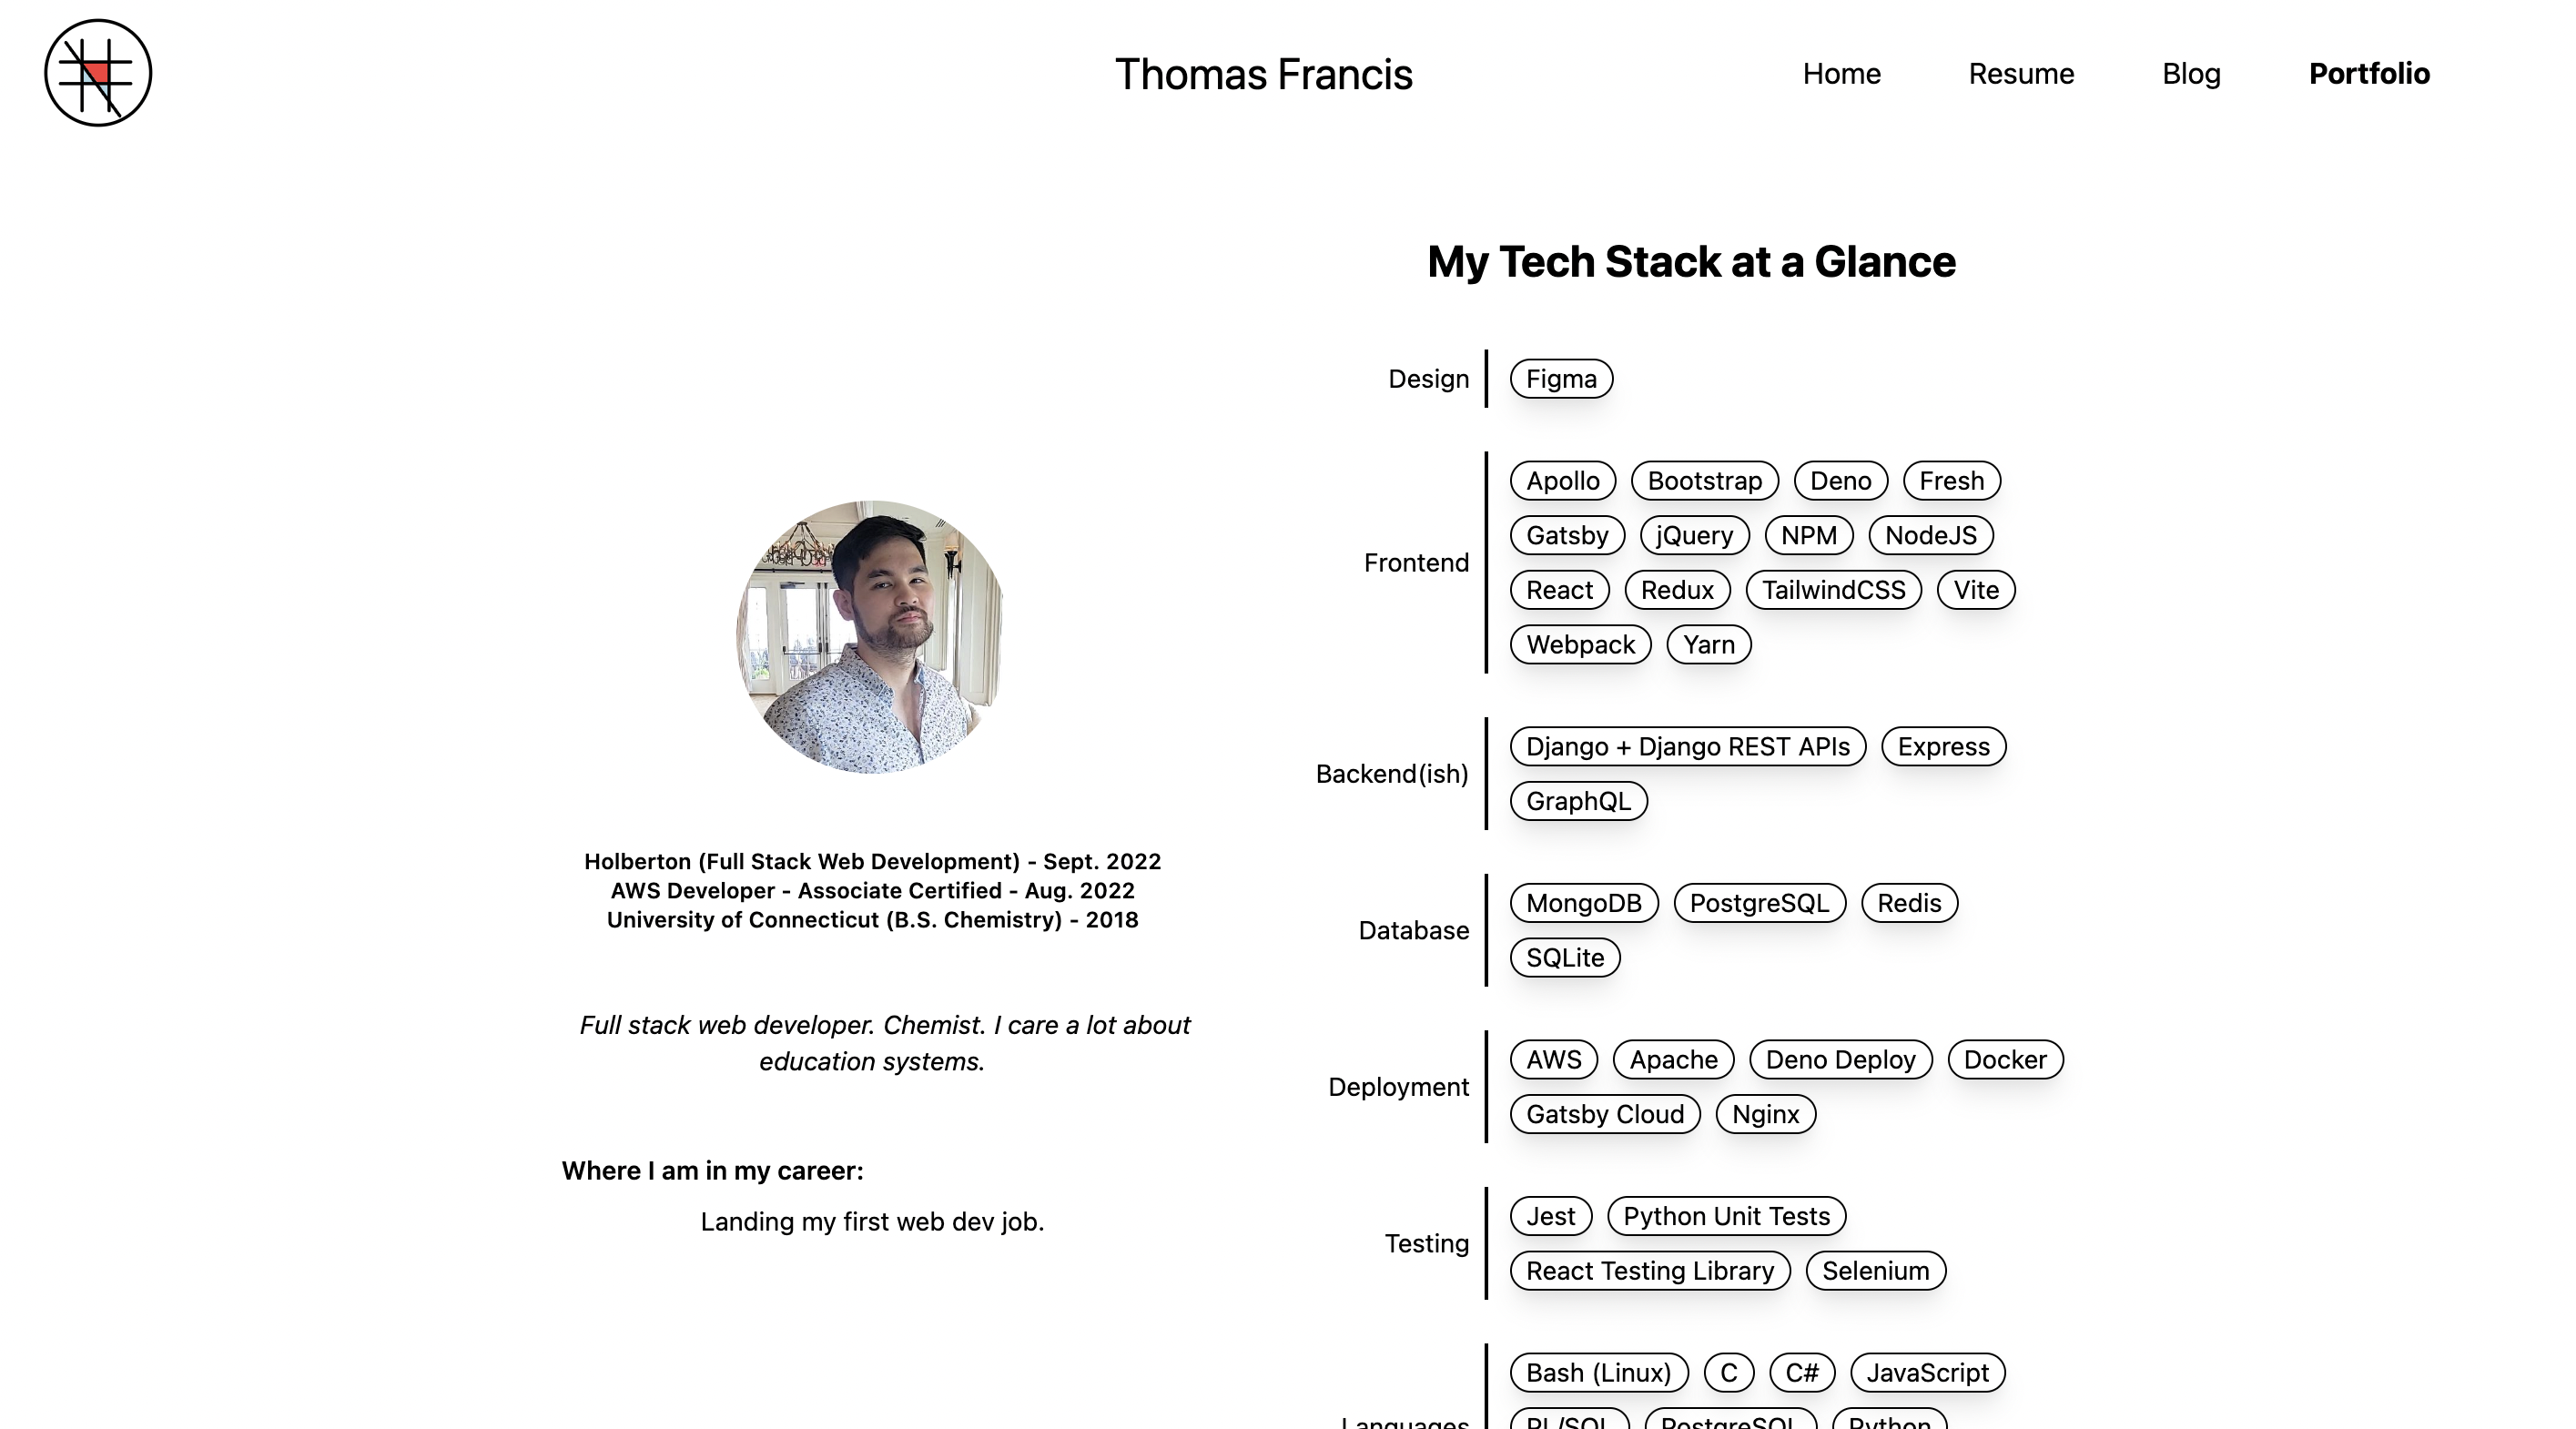 Thomas Francis
Home
Resume
Blog
Portfolio
Holberton (Full Stack Web Development) - Sept. 2022
AWS Developer - Associate Certified - Aug. 2022
University of Connecticut (B.S. Chemistry) - 2018
Full stack web developer. Chemist. I care a lot about
education systems.
Where I am in my career:
Landing my first web dev job.
My Tech Stack at a Glance
Design
Figma
Frontend
Apollo Bootstrap Deno Fresh
Gatsby jQuery NPM NodeJS
React Redux TailwindCSS Vite
Webpack Yarn
Backend(ish)
Django + Django REST APIs Express
GraphQL
Database
MongoDB PostgreSQL Redis
SQLite
Deployment
AWS Apache Deno Deploy Docker
Gatsby Cloud Nginx
Testing
Jest Python Unit Tests
React Testing Library Selenium
Languages
Bash (Linux) C C# JavaScript
PL/SQL PostgreSQL Python